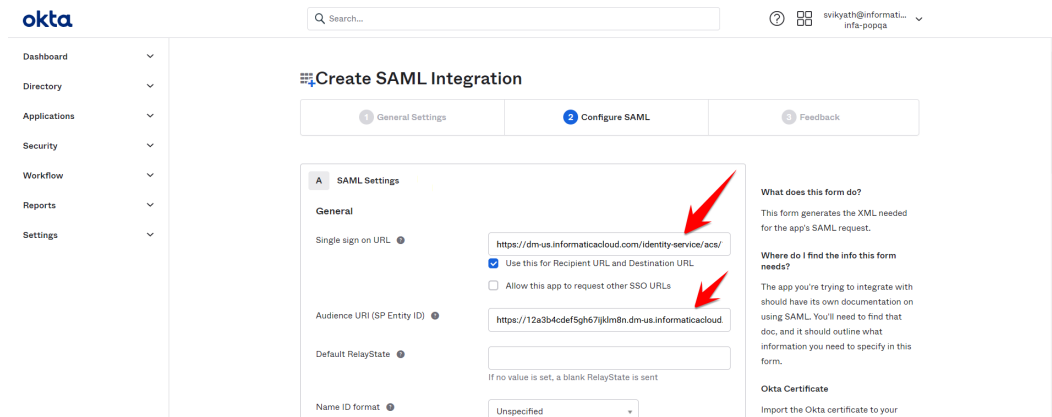 okta
Search...
svikyath@informati...
infa-popqa
Dashboard
Directory
Applications
Security
Workflow
Reports
Settings
Create SAML Integration
1 General Settings
2 Configure SAML
3 Feedback
A SAML Settings
General
Single sign on URL
https://dm-us.informaticacloud.com/identity-service/acs/
Use this for Recipient URL and Destination URL
Allow this app to request other SSO URLs
Audience URI (SP Entity ID)
https://12a3b4cdef5gh67ijklm8n.dm-us.informaticacloud.
Default RelayState
If no value is set, a blank RelayState is sent
Name ID format
Unspecified
What does this form do?
This form generates the XML needed
for the app's SAML request.
Where do I find the info this form
needs?
The app you're trying to integrate with
should have its own documentation on
using SAML. You'll need to find that
doc, and it should outline what
information you need to specify in this
form.
Okta Certificate
Import the Okta certificate to your